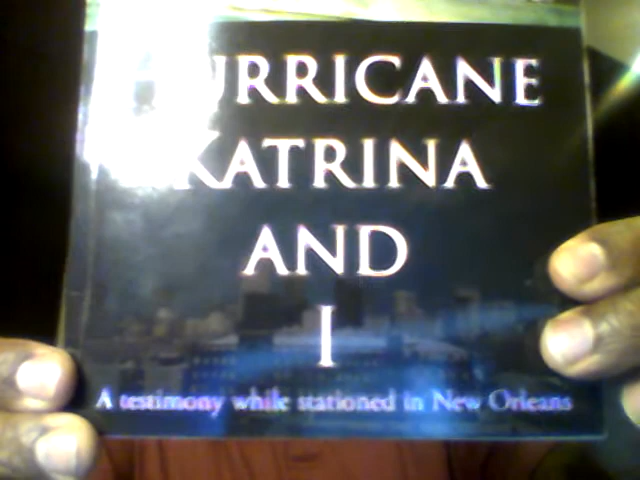 HURRICANE
KATRINA
AND
I
A testimony while stationed in New Orleans